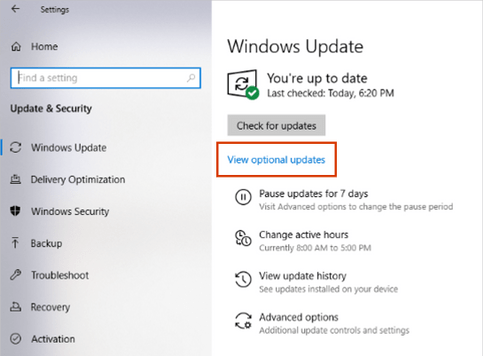 Settings
Home
Find a setting
Update & Security
Windows Update
Delivery Optimization
Windows Security
Backup
Troubleshoot
Recovery
Activation
Windows Update
You're up to date
Last checked: Today, 6:20 PM
Check for updates
View optional updates
Pause updates for 7 days
Visit Advanced options to change the pause period
Change active hours
Currently 8:00 AM to 5:00 PM
View update history
See updates installed on your device
Advanced options
Additional update controls and settings